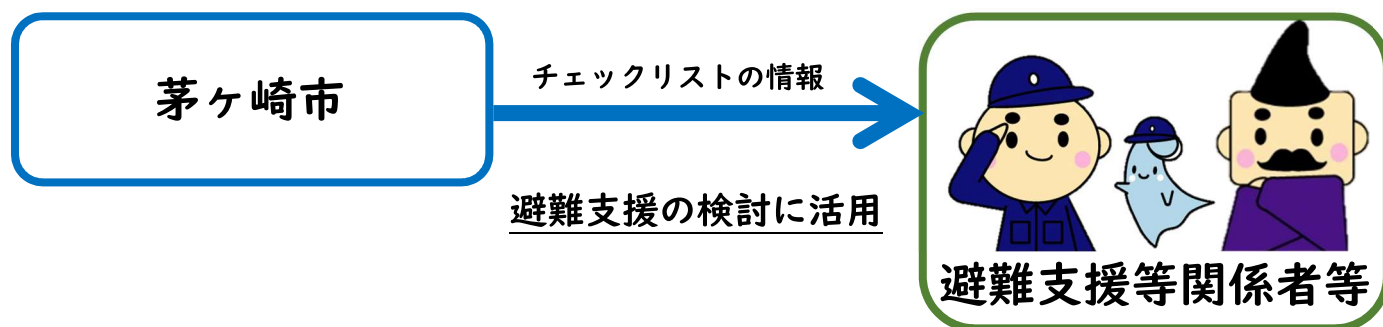 茅ヶ崎市
チェックリストの情報
避難支援の検討に活用
避難支援等関係者等